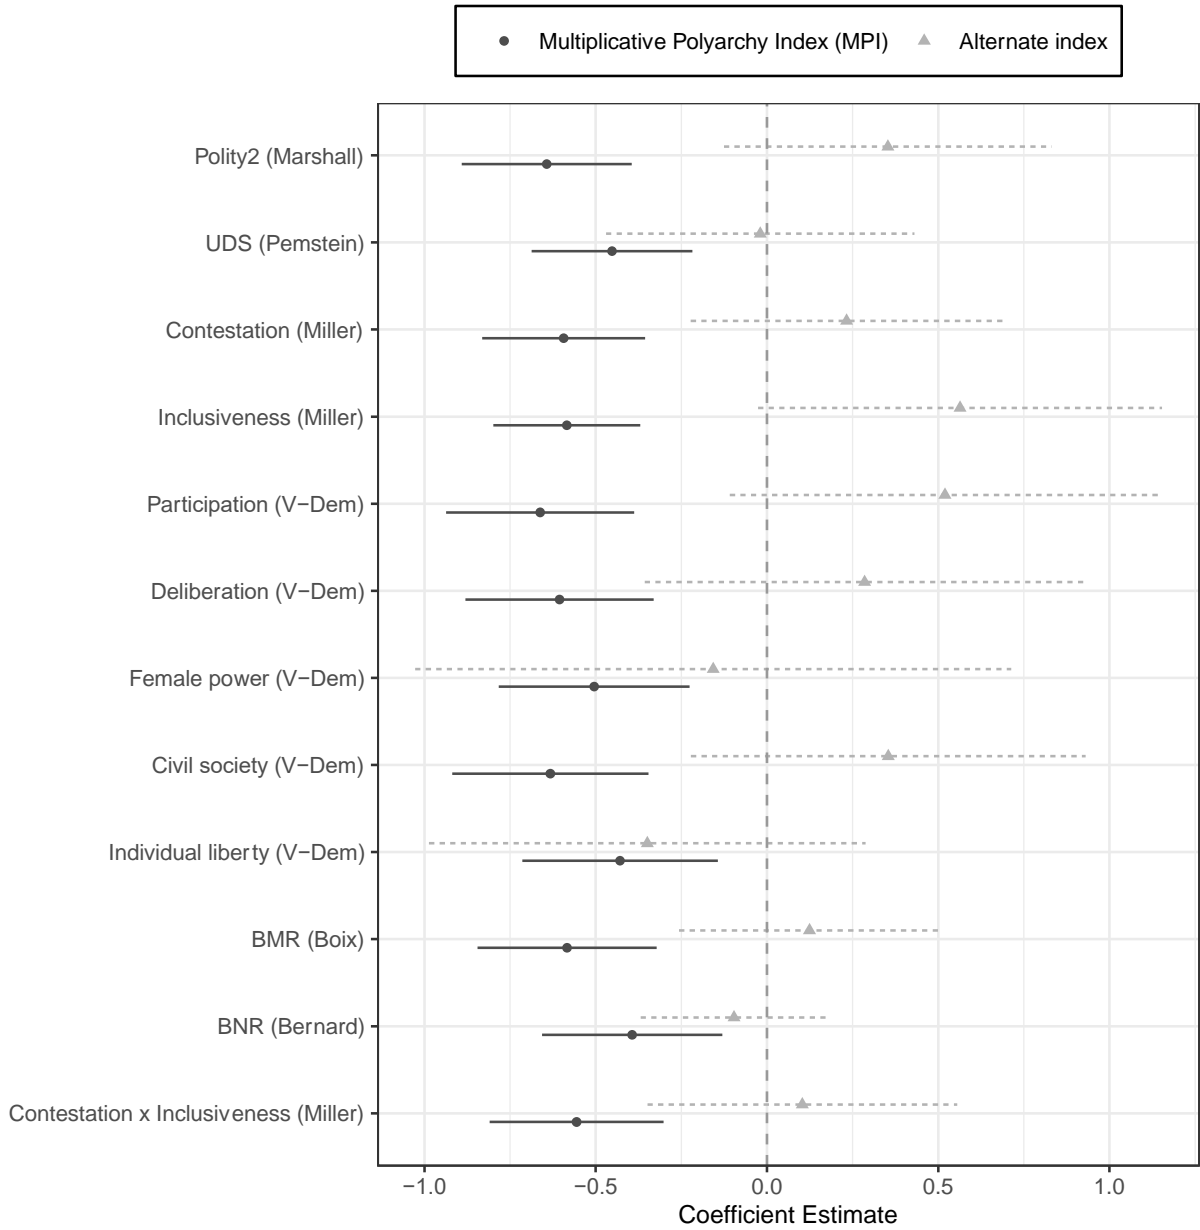 Multiplicative Polyarchy Index (MPI) Alternate index
Polity2 (Marshall)
UDS (Pemstein)
Contestation (Miller)
Inclusiveness (Miller)
Participation (V−Dem)
Deliberation (V−Dem)
Female power (V−Dem)
Civil society (V−Dem)
Individual liberty (V−Dem)
BMR (Boix)
BNR (Bernard)
Contestation x Inclusiveness (Miller)
−1.0 −0.5 0.0 0.5 1.0
Coefficient Estimate